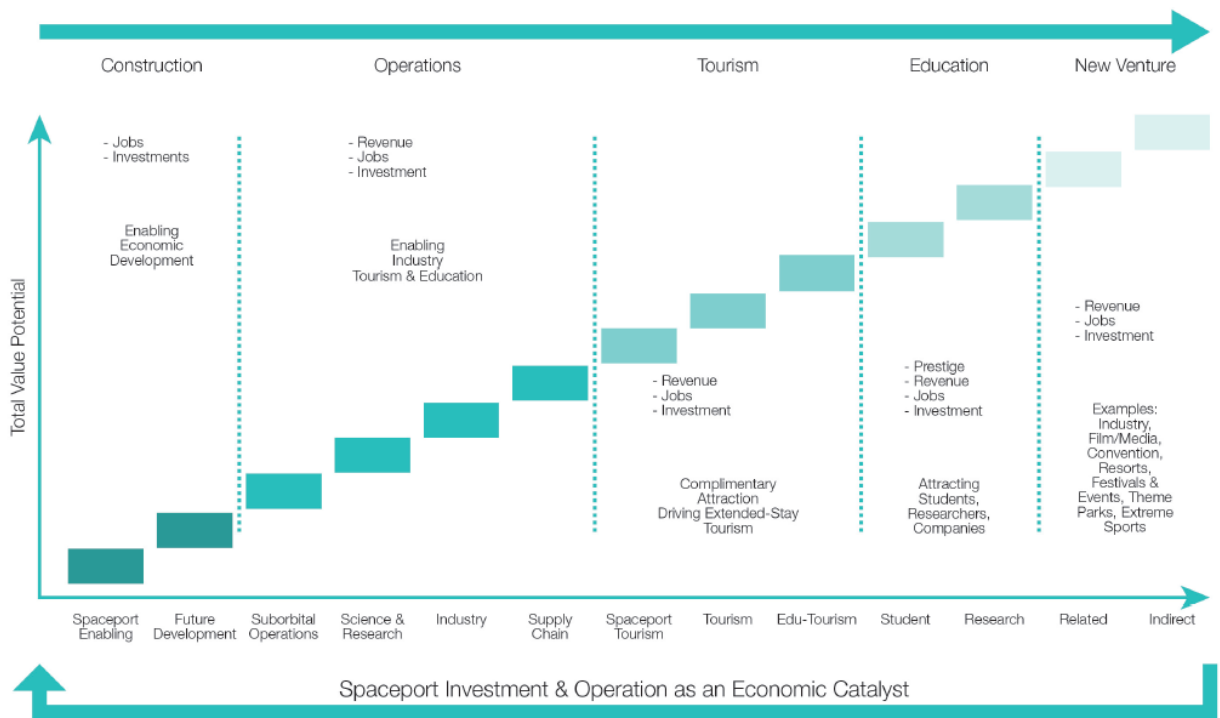 Construction
Operations
Tourism
Education
New Venture
- Jobs
- Investments
Enabling
Economic
Development
- Revenue
- Jobs
- Investment
Enabling
Industry
Tourism & Education
- Revenue
- Jobs
- Investment
Complimentary
Attraction
Driving Extended-Stay
Tourism
- Prestige
- Revenue
- Jobs
- Investment
Attracting
Students,
Researchers,
Companies
- Revenue
- Jobs
- Investment
Examples:
Industry,
Film/Media,
Convention,
Resorts,
Festivals &
Events, Theme
Parks, Extreme
Sports
Total Value Potential
Spaceport
Enabling
Future
Development
Suborbital
Operations
Science &
Research
Industry
Supply
Chain
Spaceport
Tourism
Tourism
Edu-Tourism
Student
Research
Related
Indirect
Spaceport Investment & Operation as an Economic Catalyst